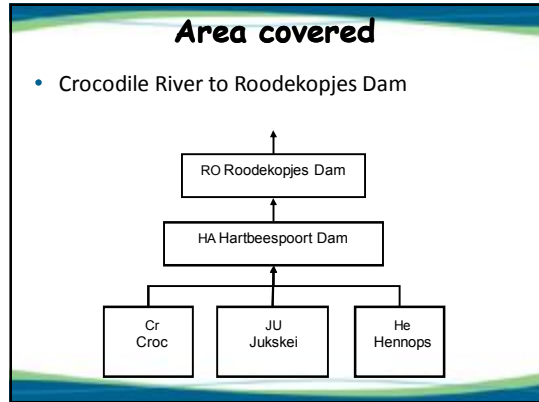 Area covered
• Crocodile River to Roodekopjes Dam
RO Roodekopjes Dam
HA Hartbeespoort Dam
Cr
Croc
JU
Jukskei
He
Hennops